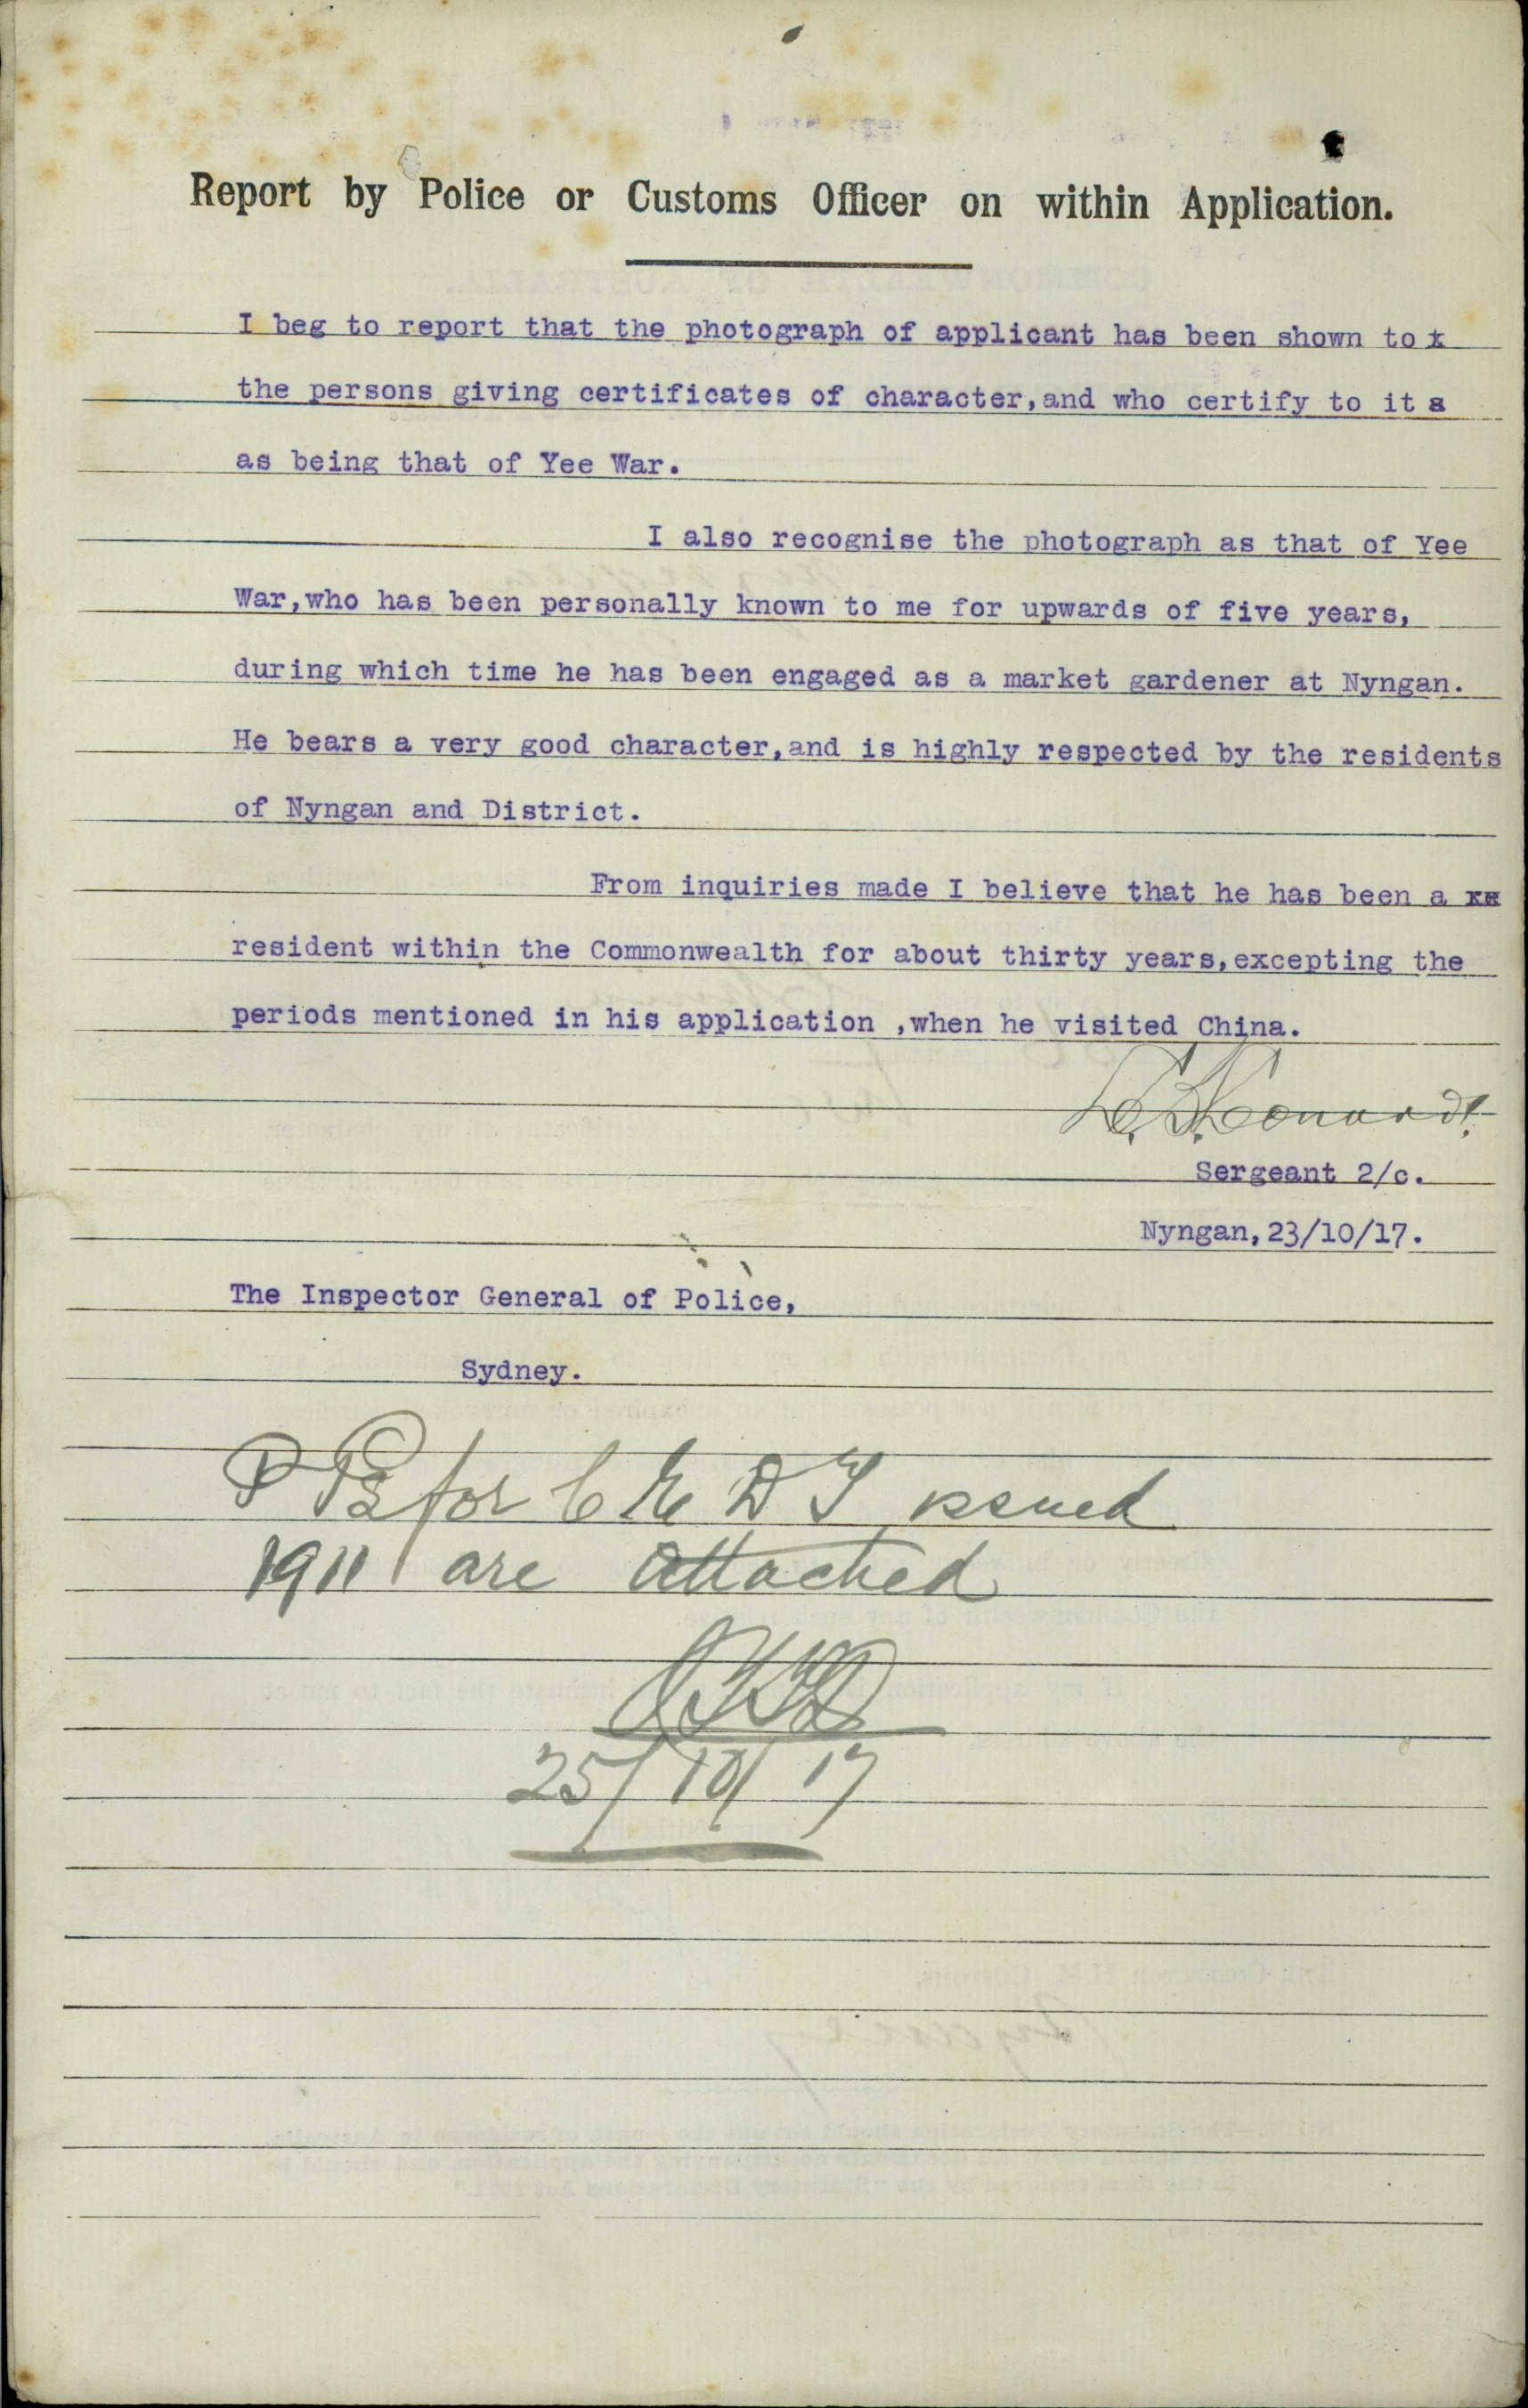 Report by Police or Customs Officer on within Application.
I beg to report that the photograph of applicant has been shown to t
the persons giving certificates of character,and who certify to it a
as being that of Yee War.
I also recognise the photograph as that of Yee
War,who has been personally known to me for upwards of five years,
during which time he has been engaged as a market gardener at Nyngan.
He bears a very good character,and is highly respected by the residents
of Nyngan and District.
From inquiries made I believe that he has been a
resident within the Commonwealth for about thirty years,excepting the
periods mentioned in his application ,when he visited China.
Leonard
Sergeant 2/c.
Nyngan,23/10/17.
The Inspector General of Police,
Sydney.
for C E D T issued
1911 are attached
25/10/17